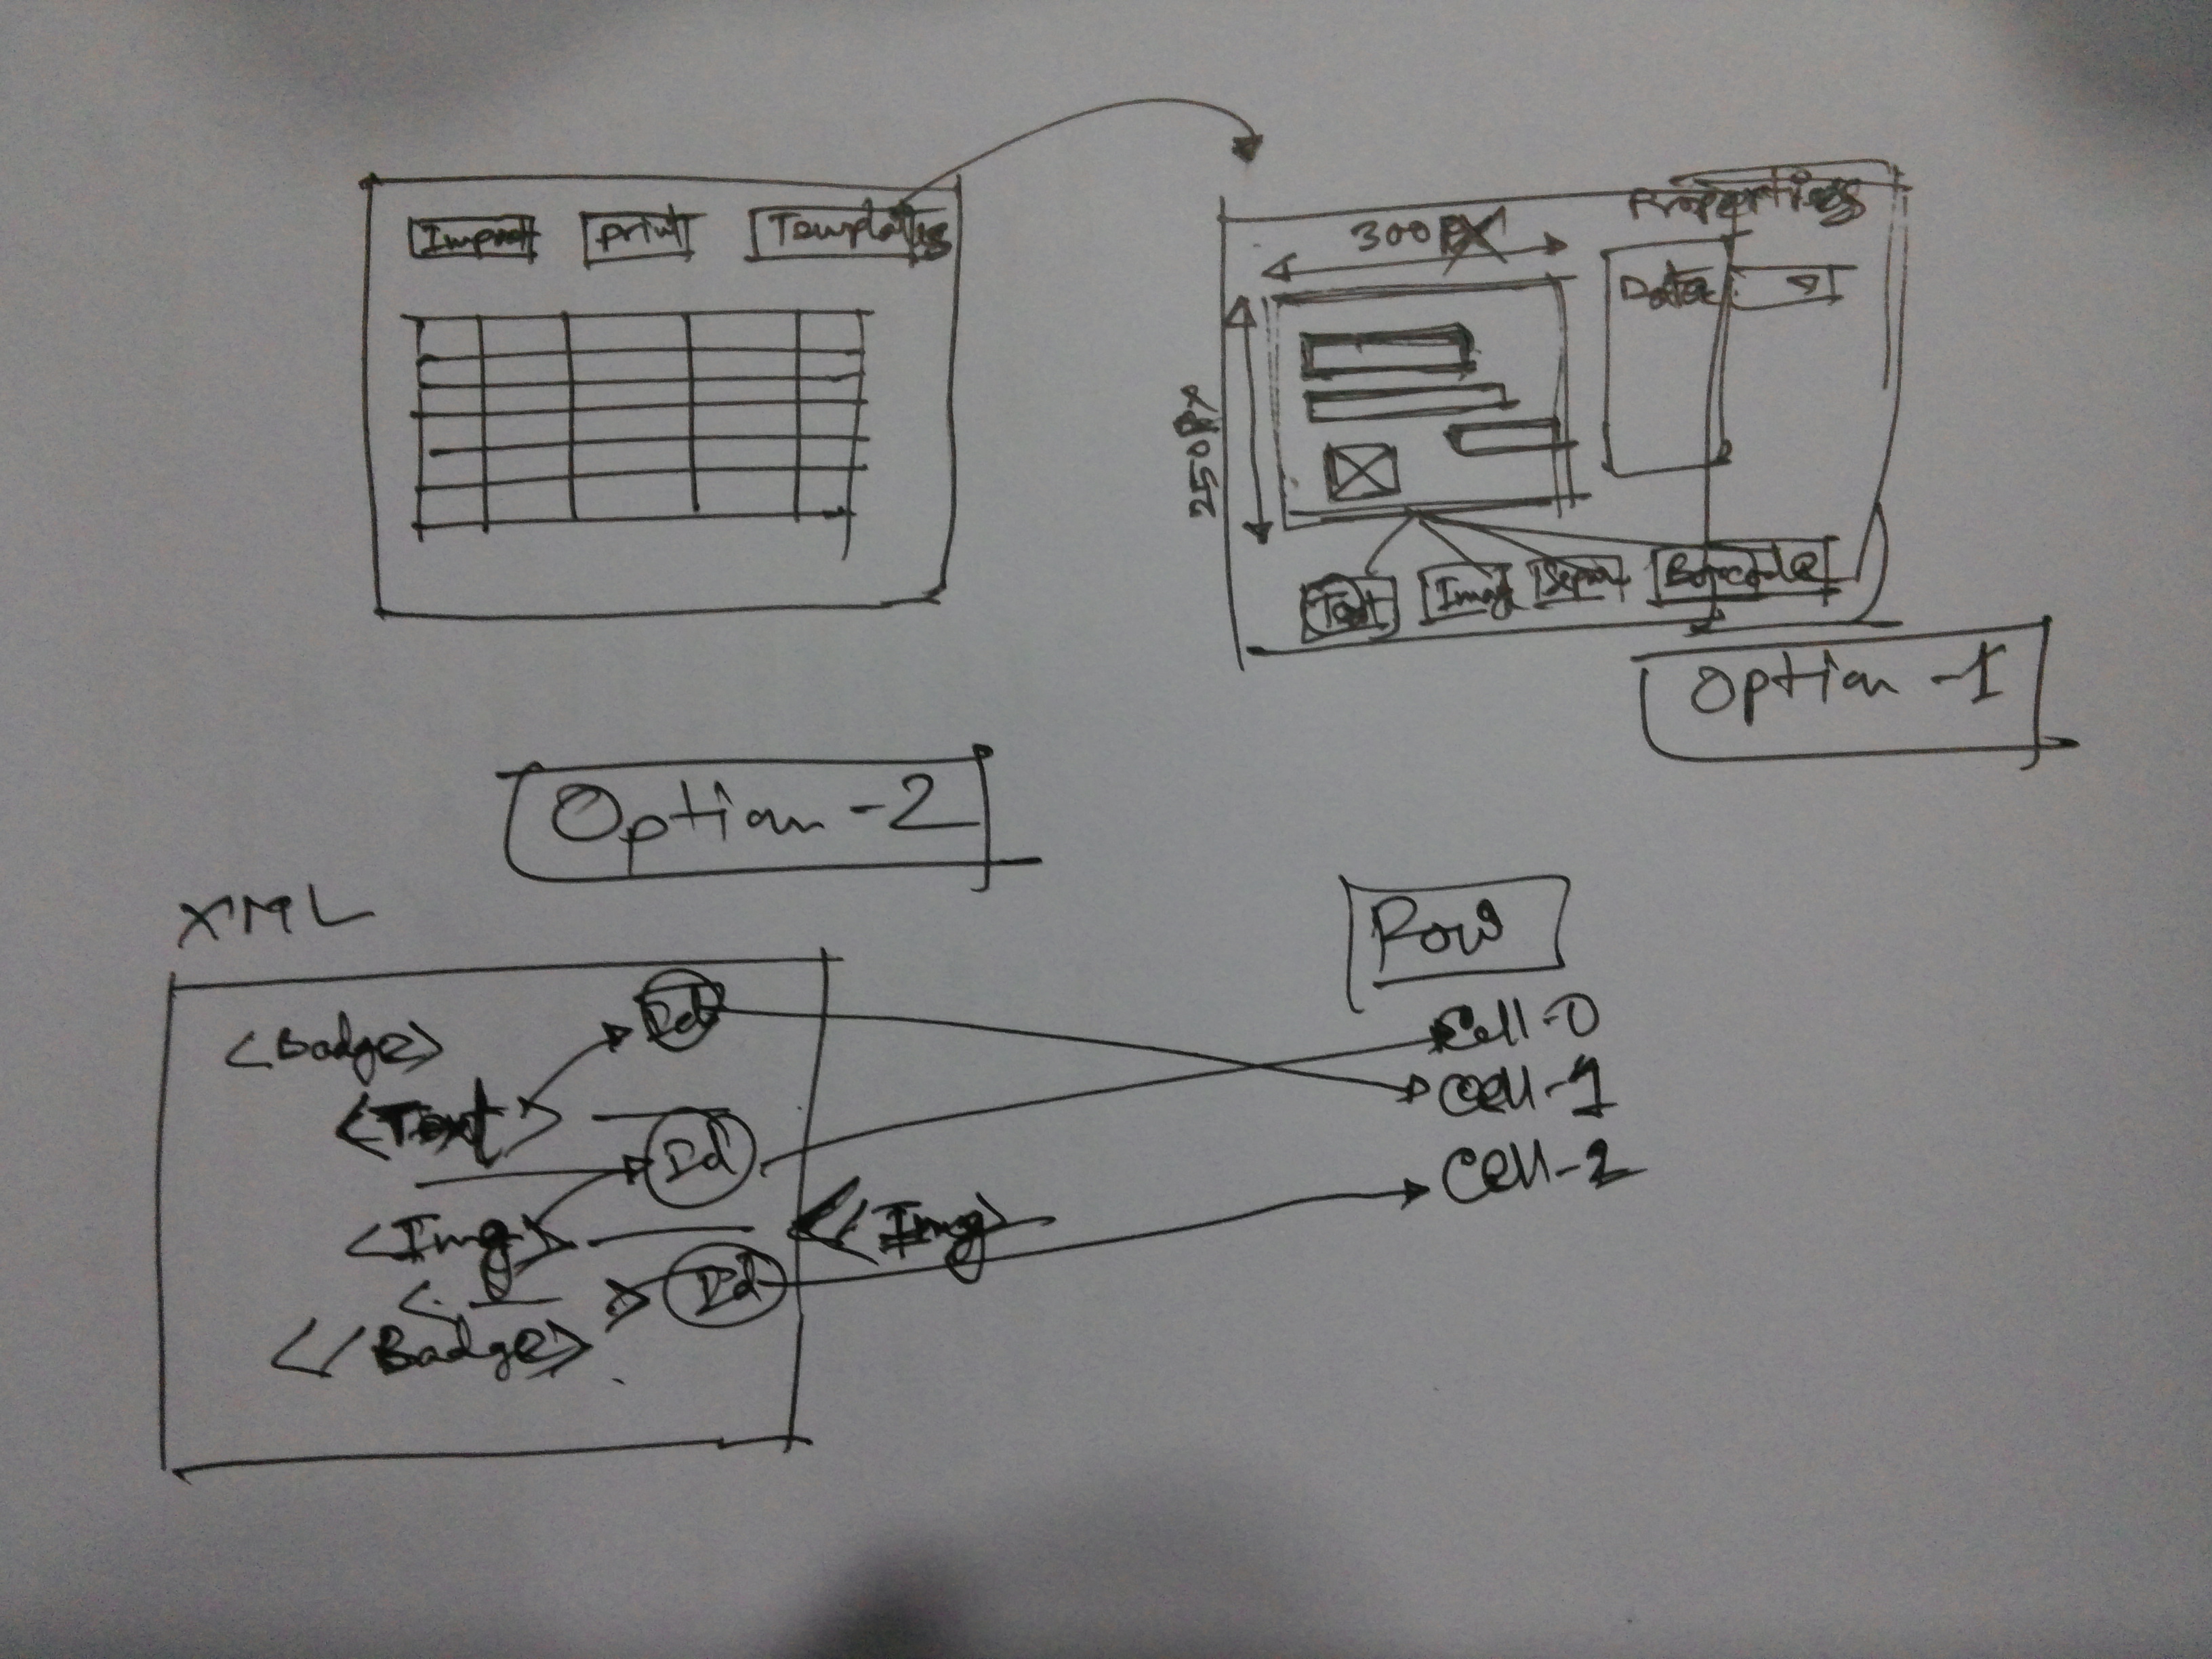 Import Print Templates
Properties
300 PX
Data
250 PX
Text Img Barcode
Option -1
Option -2
XML
Row
<Badge> Id
Cell-0
Cell-1
<Text>
Id
Cell-2
<Img> </Img>
< > Id
</Badge>